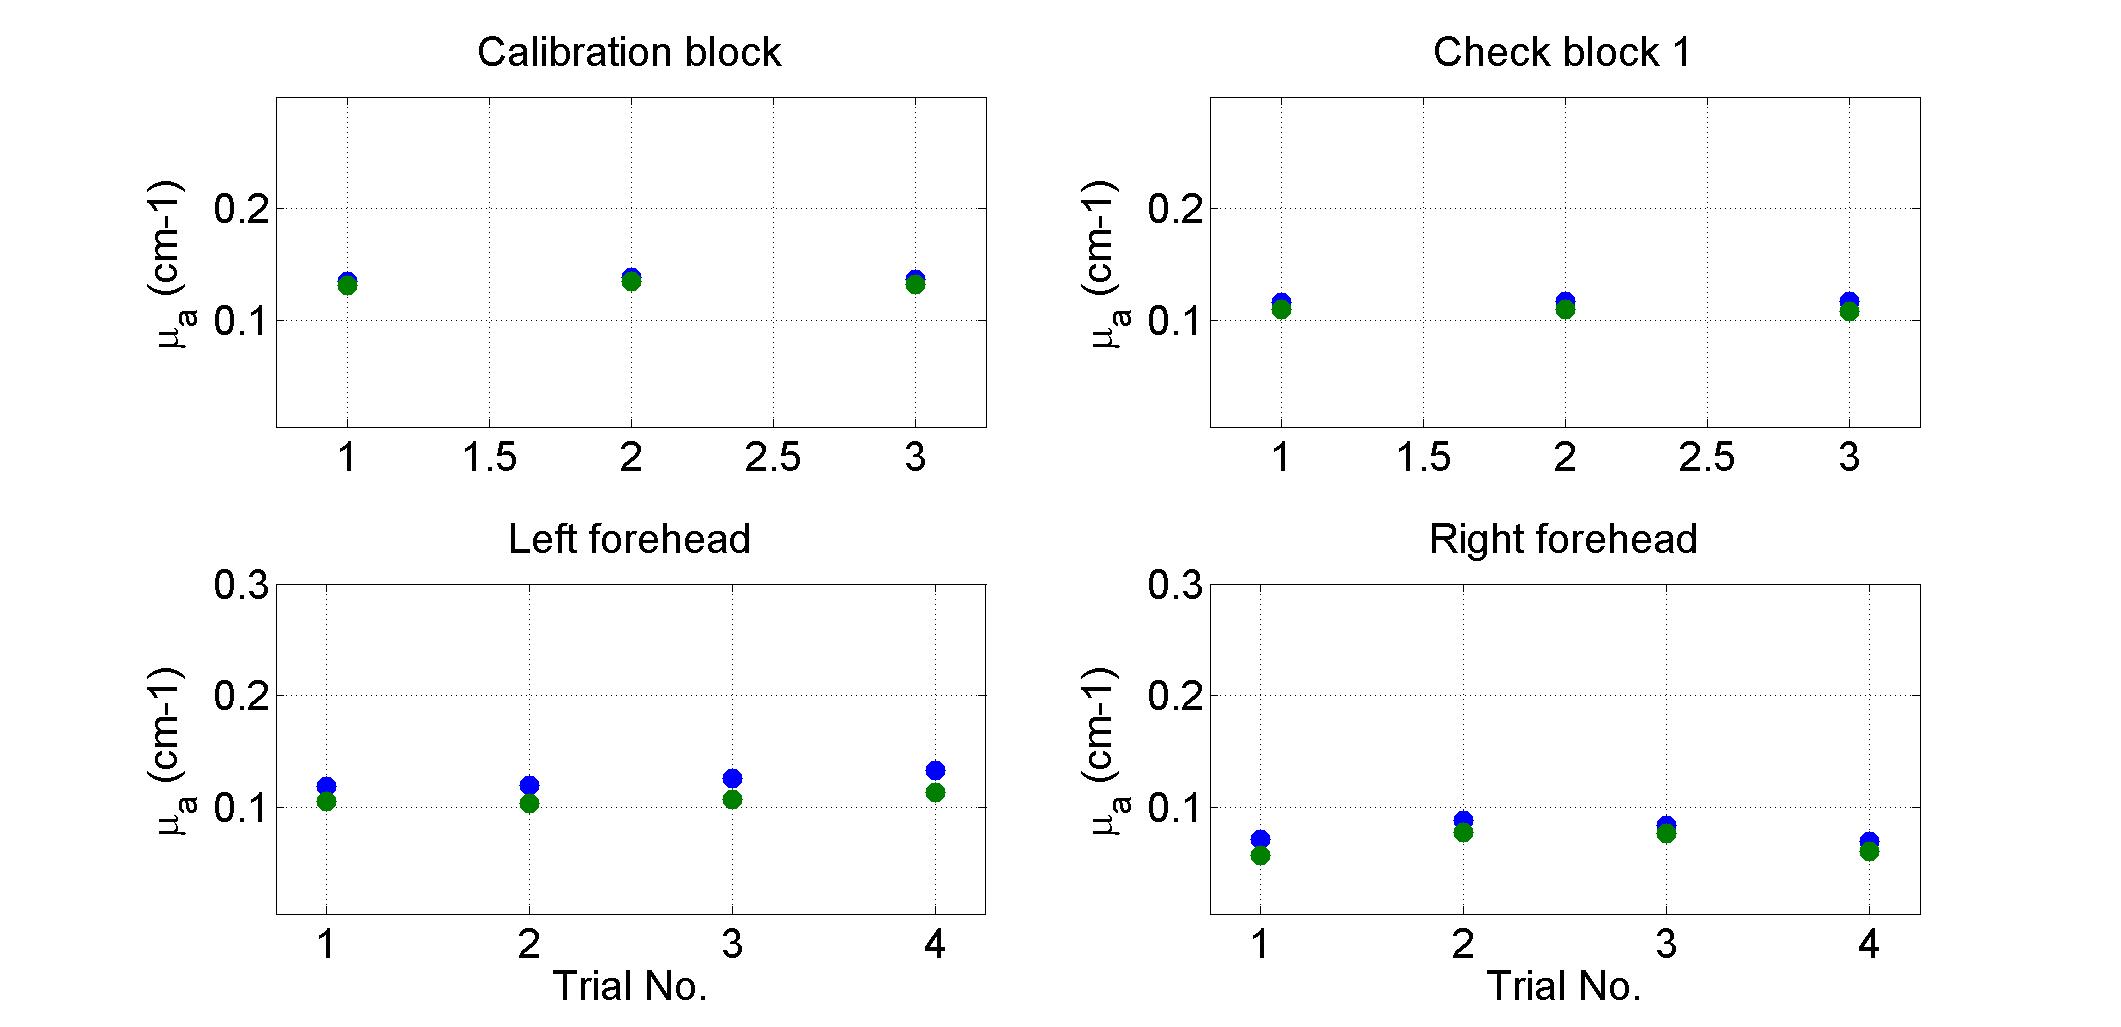 Calibration block
Check block 1
μa (cm-1)
0.2
0.1
1 1.5 2 2.5 3
μa (cm-1)
0.2
0.1
1 1.5 2 2.5 3
Left forehead
Right forehead
μa (cm-1)
0.3
0.2
0.1
1 2 3 4
Trial No.
μa (cm-1)
0.3
0.2
0.1
1 2 3 4
Trial No.